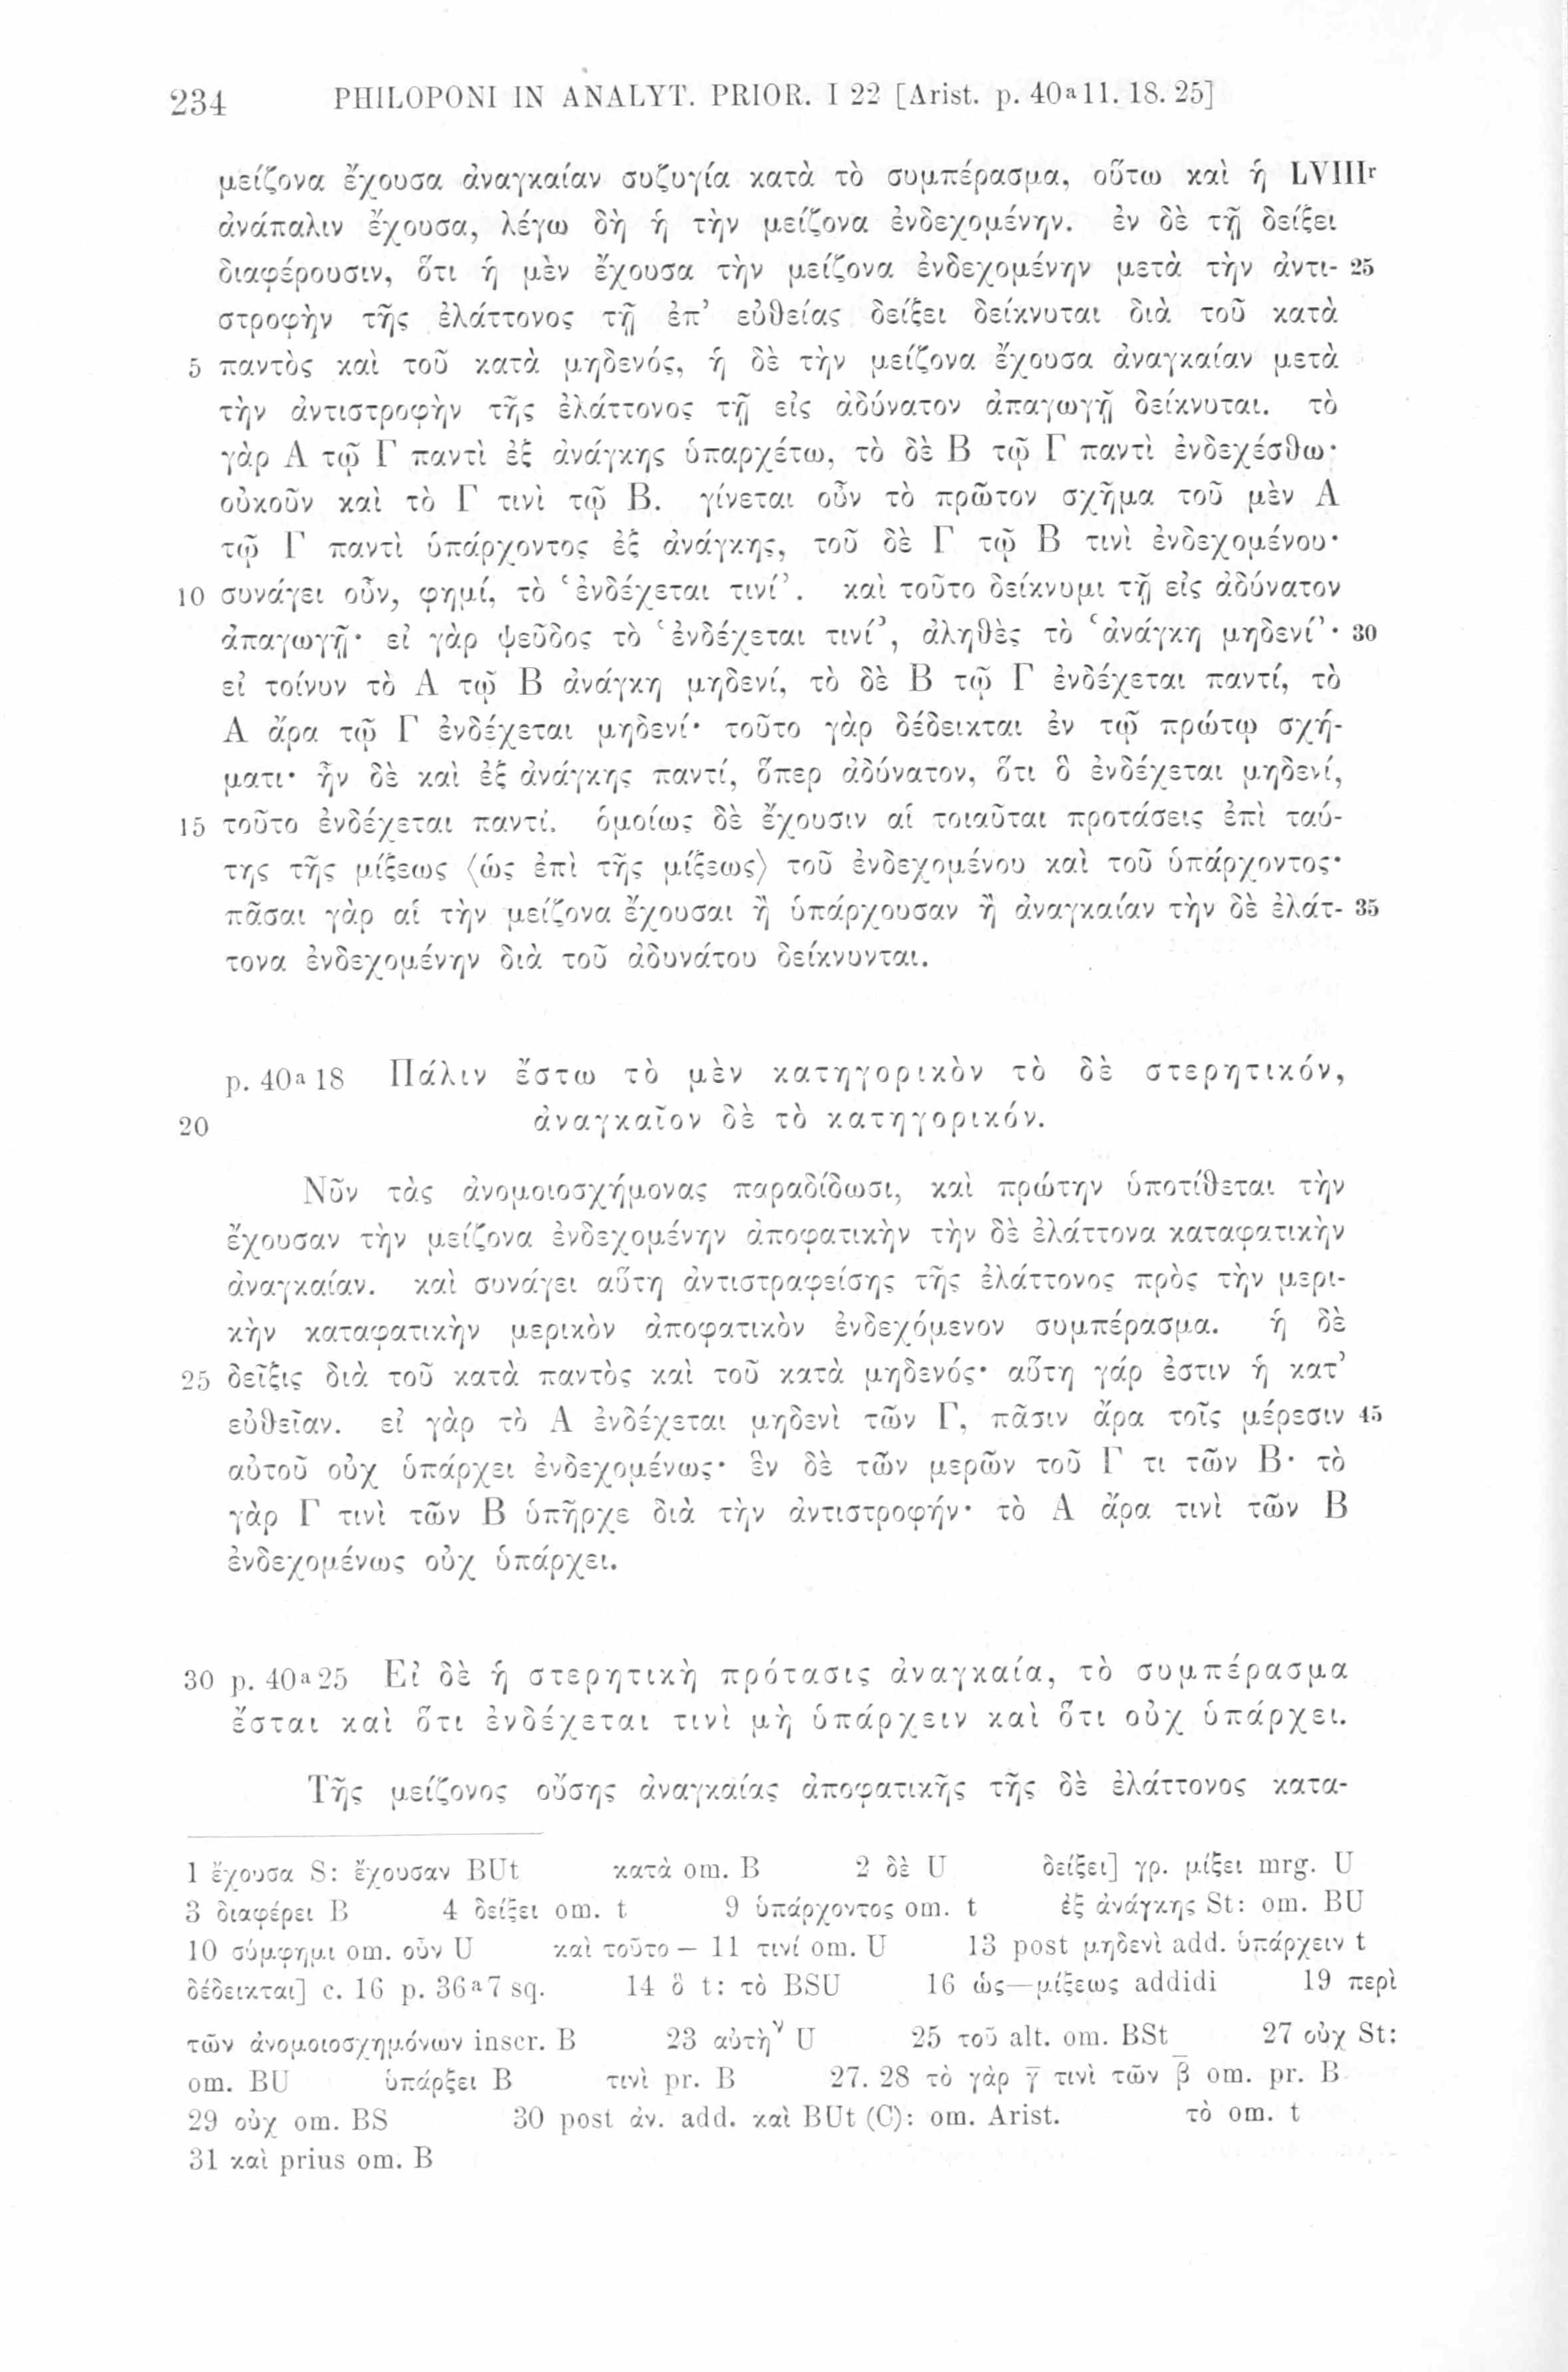 234 PHILOPONI IN ANALYT. PRIOR. I 22 [Arist. p. 40a11. 18. 25]
μείζονα ἔχουσα ἀναγκαίαν συζυγία κατὰ τὸ συμπέρασμα, οὕτω καὶ ἡ LVIIIr
ἀνάπαλιν ἔχουσα, λέγω δὴ ἡ τὴν μείζονα ἐνδεχομένην. ἐν δὲ τῇ δείξει
διαφέρουσιν, ὅτι ἡ μὲν ἔχουσα τὴν μείζονα ἐνδεχομένην μετὰ τὴν ἀντι- 25
στροφὴν τῆς ἐλάττονος τῇ ἐπ’ εὐθείας δείξει δείκνυται διὰ τοῦ κατὰ
5 παντὸς καὶ τοῦ κατὰ μηδενός, ἡ δὲ τὴν μείζονα ἔχουσα ἀναγκαίαν μετὰ
τὴν ἀντιστροφὴν τῆς ἐλάττονος τῇ εἰς ἀδύνατον ἀπαγωγῇ δείκνυται. τὸ
γὰρ Α τῷ Γ παντὶ ἐξ ἀνάγκης ὑπαρχέτω, τὸ δὲ Β τῷ Γ παντὶ ἐνδεχέσθω·
οὐκοῦν καὶ τὸ Γ τινὶ τῷ Β. γίνεται οὖν τὸ πρῶτον σχῆμα τοῦ μὲν Α
τῷ Γ παντὶ ὑπάρχοντος ἐξ ἀνάγκης, τοῦ δὲ Γ τῷ Β τινὶ ἐνδεχομένου·
10 συνάγει οὖν, φημί, τὸ ‘ἐνδέχεται τινί’. καὶ τοῦτο δείκνυμι τῇ εἰς ἀδύνατον
ἀπαγωγῇ· εἰ γὰρ ψεῦδος τὸ ‘ἐνδέχεται τινί’, ἀληθὲς τὸ ‘ἀνάγκη μηδενί’· 30
εἰ τοίνυν τὸ Α τῷ Β ἀνάγκη μηδενί, τὸ δὲ Β τῷ Γ ἐνδέχεται παντί, τὸ
Α ἄρα τῷ Γ ἐνδέχεται μηδενί· τοῦτο γὰρ δέδεικται ἐν τῷ πρώτῳ σχή-
ματι· ἦν δὲ καὶ ἐξ ἀνάγκης παντί, ὅπερ ἀδύνατον, ὅτι ὃ ἐνδέχεται μηδενί,
15 τοῦτο ἐνδέχεται παντί. ὁμοίως δὲ ἔχουσιν αἱ τοιαῦται προτάσεις ἐπὶ ταύ-
της τῆς μίξεως ⟨ὡς ἐπὶ τῆς μίξεως⟩ τοῦ ἐνδεχομένου καὶ τοῦ ὑπάρχοντος·
πᾶσαι γὰρ αἱ τὴν μείζονα ἔχουσαι ἢ ὑπάρχουσαν ἢ ἀναγκαίαν τὴν δὲ ἐλάτ- 35
τονα ἐνδεχομένην διὰ τοῦ ἀδυνάτου δείκνυνται.
p. 40a18 Πάλιν ἔστω τὸ μὲν κατηγορικὸν τὸ δὲ στερητικόν,
20 ἀναγκαῖον δὲ τὸ κατηγορικόν.
Νῦν τὰς ἀνομοιοσχήμονας παραδίδωσι, καὶ πρώτην ὑποτίθεται τὴν
ἔχουσαν τὴν μείζονα ἐνδεχομένην ἀποφατικὴν τὴν δὲ ἐλάττονα καταφατικὴν
ἀναγκαίαν. καὶ συνάγει αὕτη ἀντιστραφείσης τῆς ἐλάττονος πρὸς τὴν μερι-
κὴν καταφατικὴν μερικὸν ἀποφατικὸν ἐνδεχόμενον συμπέρασμα. ἡ δὲ
25 δεῖξις διὰ τοῦ κατὰ παντὸς καὶ τοῦ κατὰ μηδενός· αὕτη γάρ ἐστιν ἡ κατ’
εὐθεῖαν. εἰ γὰρ τὸ Α ἐνδέχεται μηδενὶ τῶν Γ, πᾶσιν ἄρα τοῖς μέρεσιν 45
αὐτοῦ οὐχ ὑπάρχει ἐνδεχομένως· ἓν δὲ τῶν μερῶν τοῦ Γ τι τῶν Β· τὸ
γὰρ Γ τινὶ τῶν Β ὑπῆρχε διὰ τὴν ἀντιστροφήν· τὸ Α ἄρα τινὶ τῶν Β
ἐνδεχομένως οὐχ ὑπάρχει.
30 p. 40a25 Εἰ δὲ ἡ στερητικὴ πρότασις ἀναγκαία, τὸ συμπέρασμα
ἔσται καὶ ὅτι ἐνδέχεται τινὶ μὴ ὑπάρχειν καὶ ὅτι οὐχ ὑπάρχει.
Τῆς μείζονος οὔσης ἀναγκαίας ἀποφατικῆς τῆς δὲ ἐλάττονος κατα-
1 ἔχουσα S: ἔχουσαν BUt κατὰ om. B 2 δὲ U δείξει] γρ. μίξει mrg. U
3 διαφέρει B 4 δείξει om. t 9 ὑπάρχοντος om. t ἐξ ἀνάγκης St: om. BU
10 σύμφημι om. οὖν U καὶ τοῦτο — 11 τινί om. U 13 post μηδενὶ add. ὑπάρχειν t
δέδεικται] c. 16 p. 36a7 sq. 14 ὃ t: τὸ BSU 16 ὡς—μίξεως addidi 19 περὶ
τῶν ἀνομοιοσχημόνων inscr. B 23 αὐτὴν U 25 τοῦ alt. om. BSt 27 οὐχ St:
om. BU ὑπάρξει B τινὶ pr. B 27. 28 τὸ γὰρ γ̄ τινὶ τῶν β̄ om. pr. B
29 οὐχ om. BS 30 post ἀν. add. καὶ BUt (C): om. Arist. τὸ om. t
31 καὶ prius om. B